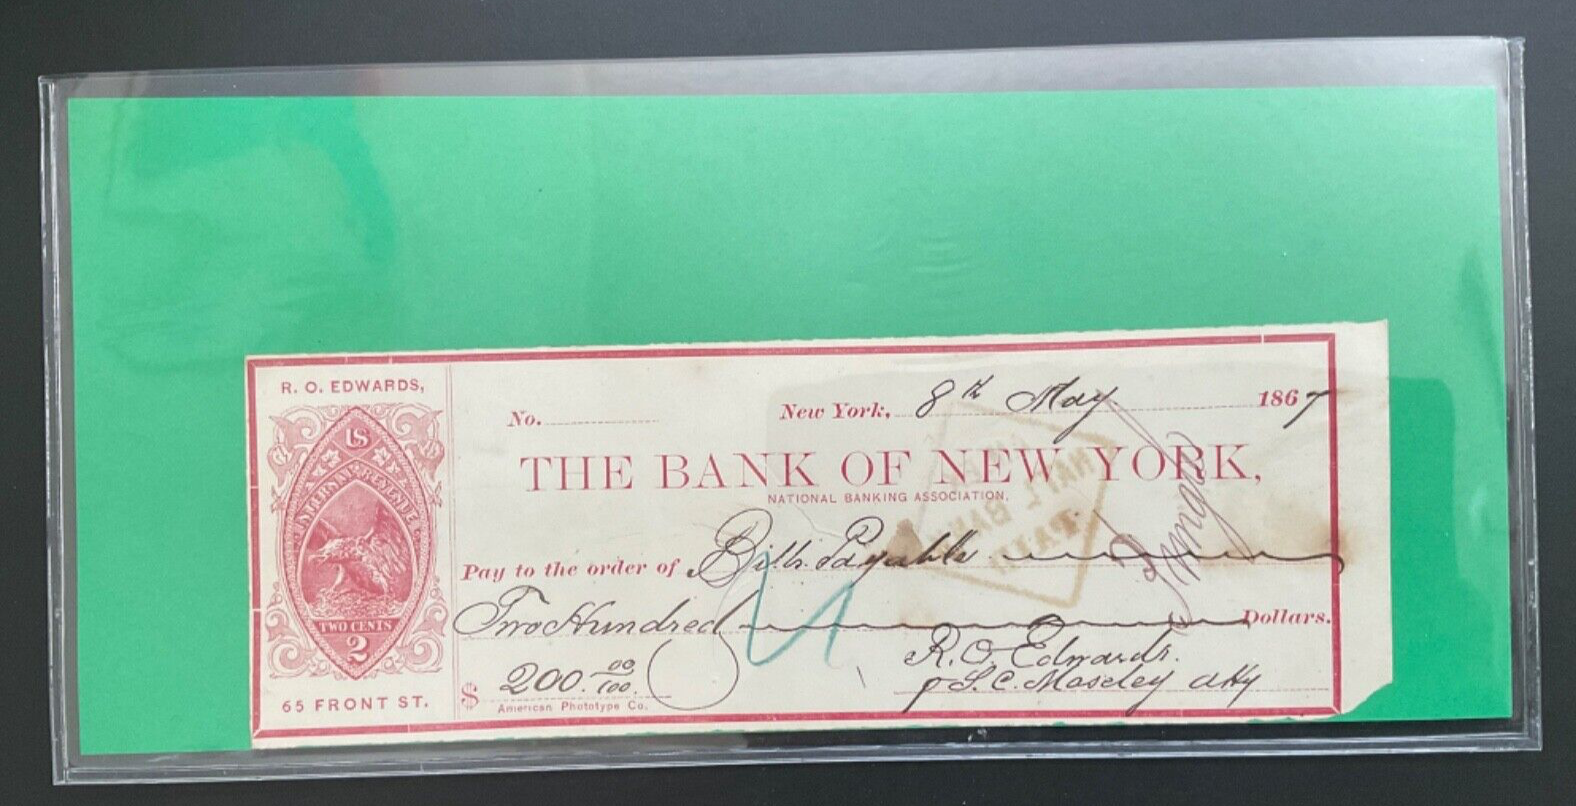 R. O. EDWARDS,
US
INTERNAL REVENUE
TWO CENTS
2
65 FRONT ST.
No.
New York, 8th May 1867
THE BANK OF NEW YORK,
NATIONAL BANKING ASSOCIATION,
Pay to the order of Bills Payable
Two Hundred Dollars.
$ 200.00/100
American Phototype Co.
R. O. Edwards.
p S. C. Moseley atty
BANK
PAID